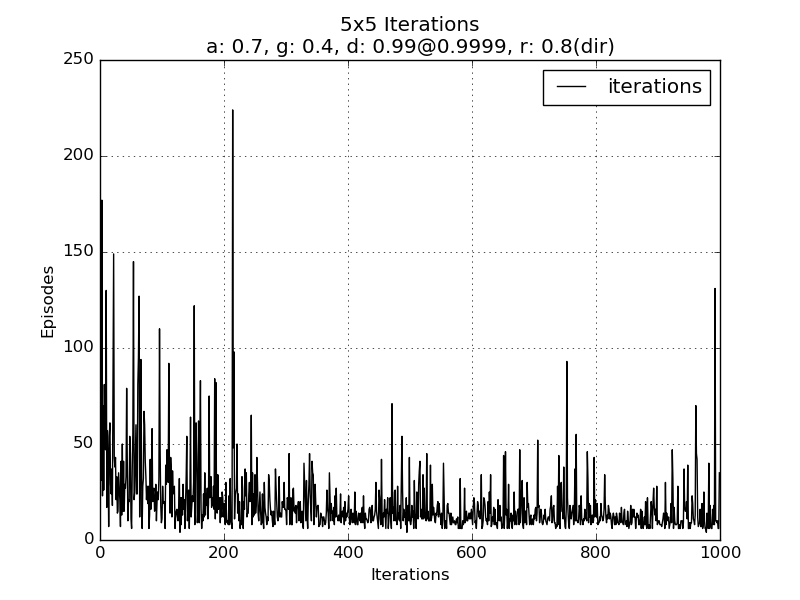 5x5 Iterations
a: 0.7, g: 0.4, d: 0.99@0.9999, r: 0.8(dir)
iterations
250
200
150
100
50
0
Episodes
0 200 400 600 800 1000
Iterations